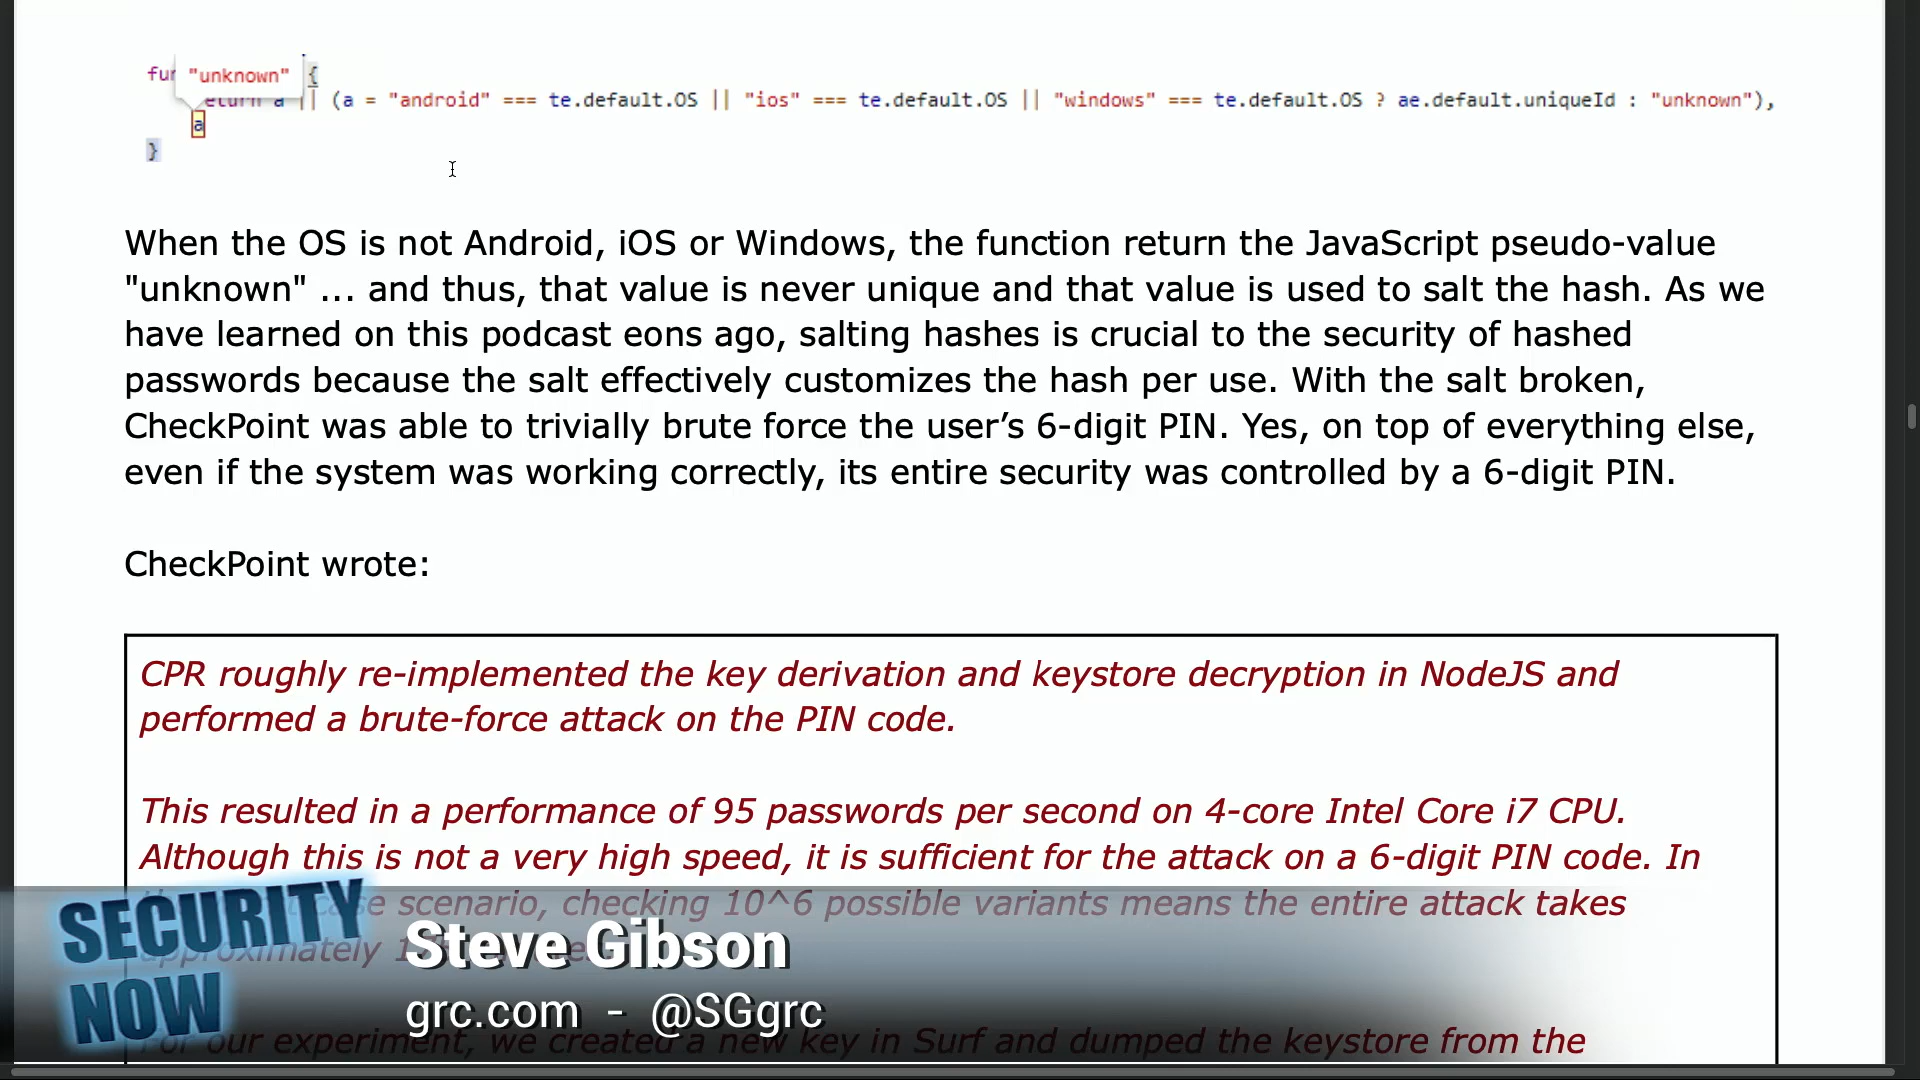 fu "unknown" {
return a || (a = "android" === te.default.OS || "ios" === te.default.OS || "windows" === te.default.OS ? ae.default.uniqueId : "unknown"),
a
}
When the OS is not Android, iOS or Windows, the function return the JavaScript pseudo-value
"unknown" ... and thus, that value is never unique and that value is used to salt the hash. As we
have learned on this podcast eons ago, salting hashes is crucial to the security of hashed
passwords because the salt effectively customizes the hash per use. With the salt broken,
CheckPoint was able to trivially brute force the user’s 6-digit PIN. Yes, on top of everything else,
even if the system was working correctly, its entire security was controlled by a 6-digit PIN.
CheckPoint wrote:
CPR roughly re-implemented the key derivation and keystore decryption in NodeJS and
performed a brute-force attack on the PIN code.
This resulted in a performance of 95 passwords per second on 4-core Intel Core i7 CPU.
Although this is not a very high speed, it is sufficient for the attack on a 6-digit PIN code. In
scenario, checking 10^6 possible variants means the entire attack takes
approximately
For our experiment, we created a new key in Surf and dumped the keystore from the
SECURITY
NOW
Steve Gibson
grc.com - @SGgrc